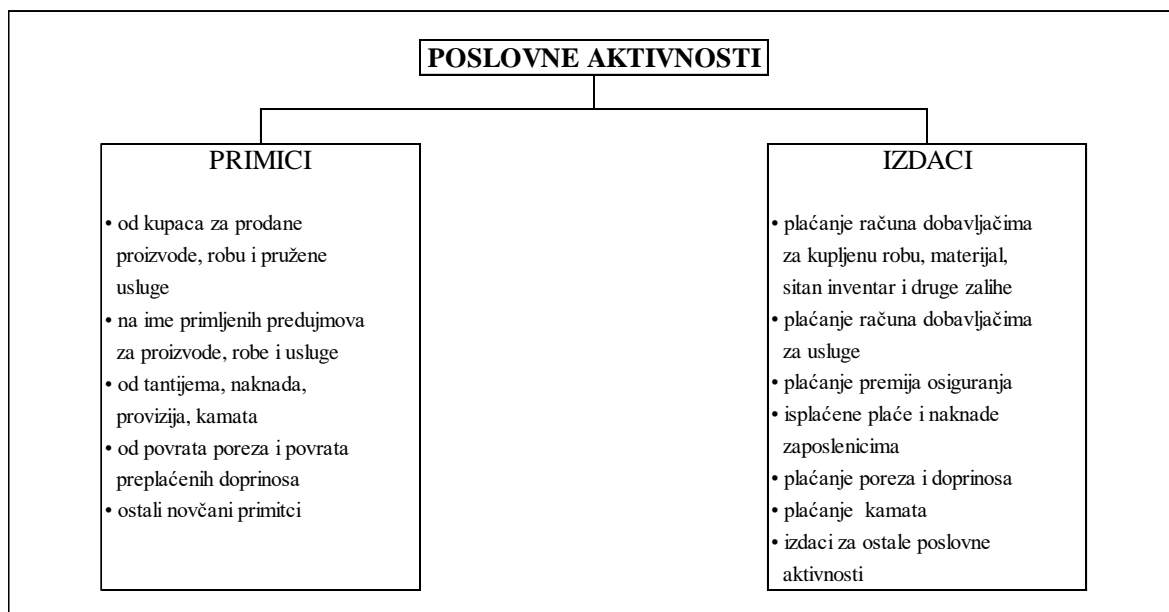 POSLOVNE AKTIVNOSTI
PRIMICI
• od kupaca za prodane
proizvode, robu i pružene
usluge
• na ime primljenih predujmova
za proizvode, robe i usluge
• od tantijema, naknada,
provizija, kamata
• od povrata poreza i povrata
preplaćenih doprinosa
• ostali novčani primitci
IZDACI
• plaćanje računa dobavljačima
za kupljenu robu, materijal,
sitan inventar i druge zalihe
• plaćanje računa dobavljačima
za usluge
• plaćanje premija osiguranja
• isplaćene plaće i naknade
zaposlenicima
• plaćanje poreza i doprinosa
• plaćanje kamata
• izdaci za ostale poslovne
aktivnosti